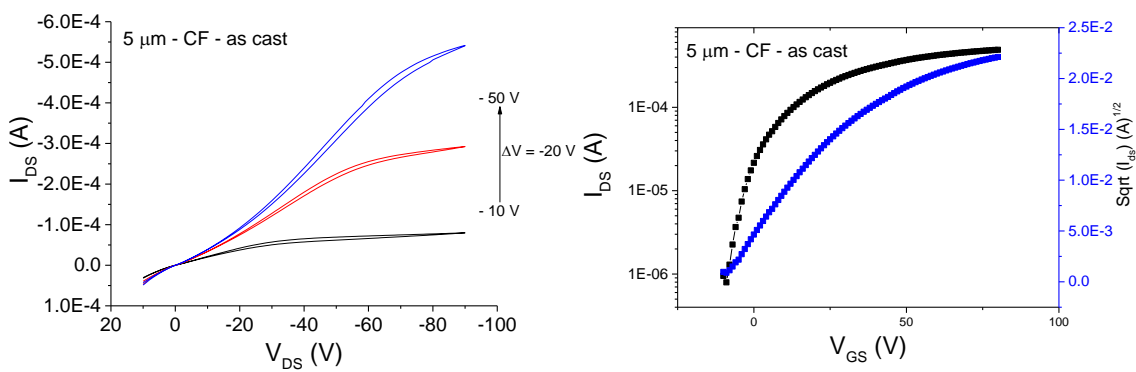 5 μm - CF - as cast
-6.0E-4
-5.0E-4
-4.0E-4
-3.0E-4
-2.0E-4
-1.0E-4
0.0
1.0E-4
I_DS (A)
20 0 -20 -40 -60 -80 -100
V_DS (V)
- 50 V
ΔV = -20 V
- 10 V
5 μm - CF - as cast
1E-04
1E-05
1E-06
I_DS (A)
0 50 100
V_GS (V)
2.5E-2
2.0E-2
1.5E-2
1.0E-2
5.0E-3
0.0
Sqrt (I_ds) (A)^1/2